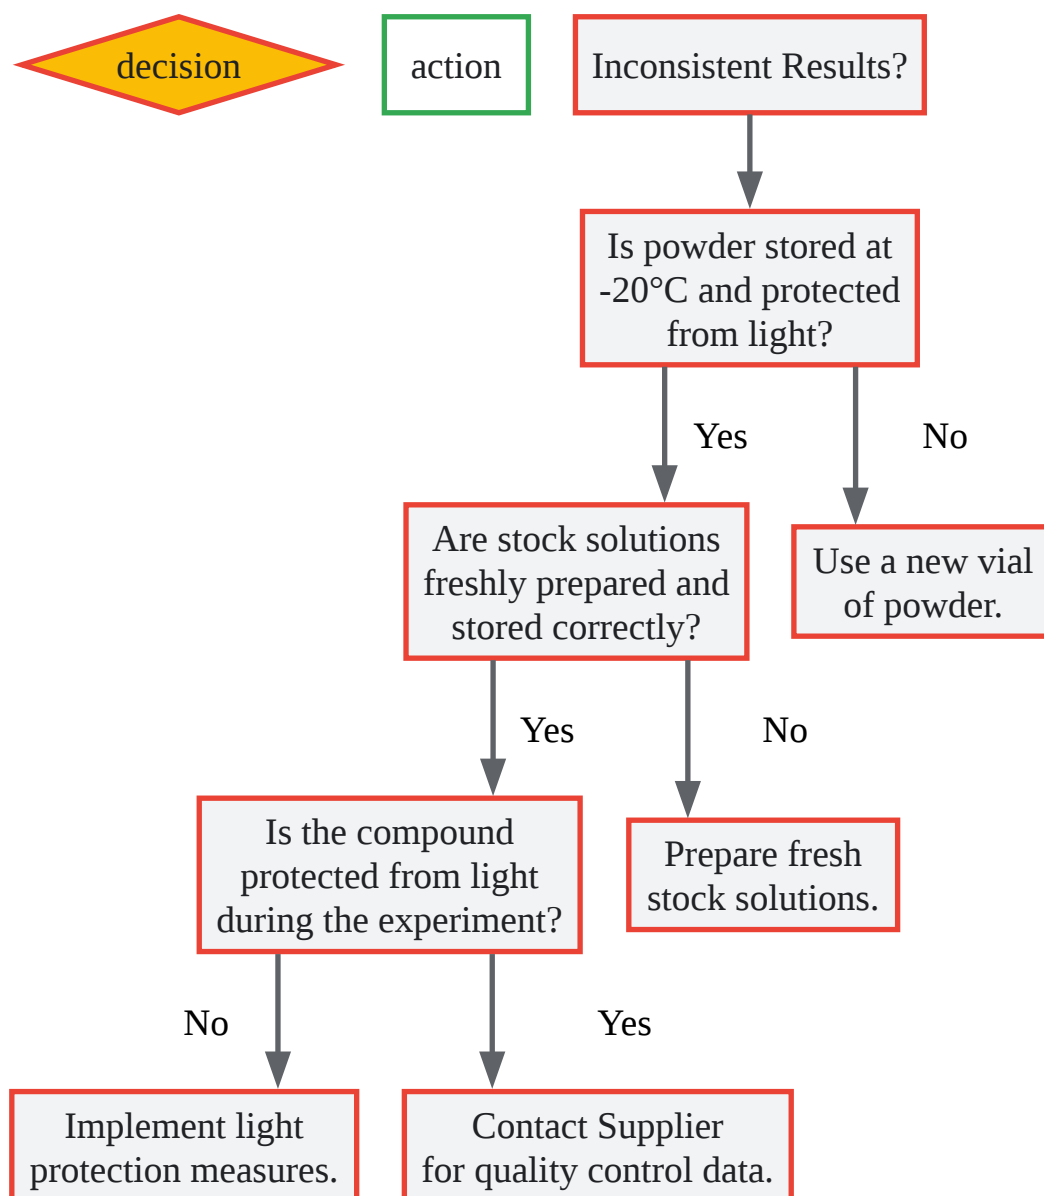 decision
action
Inconsistent Results?
Is powder stored at
-20°C and protected
from light?
Yes
No
Are stock solutions
freshly prepared and
stored correctly?
Use a new vial
of powder.
Yes
No
Is the compound
protected from light
during the experiment?
Prepare fresh
stock solutions.
No
Yes
Implement light
protection measures.
Contact Supplier
for quality control data.